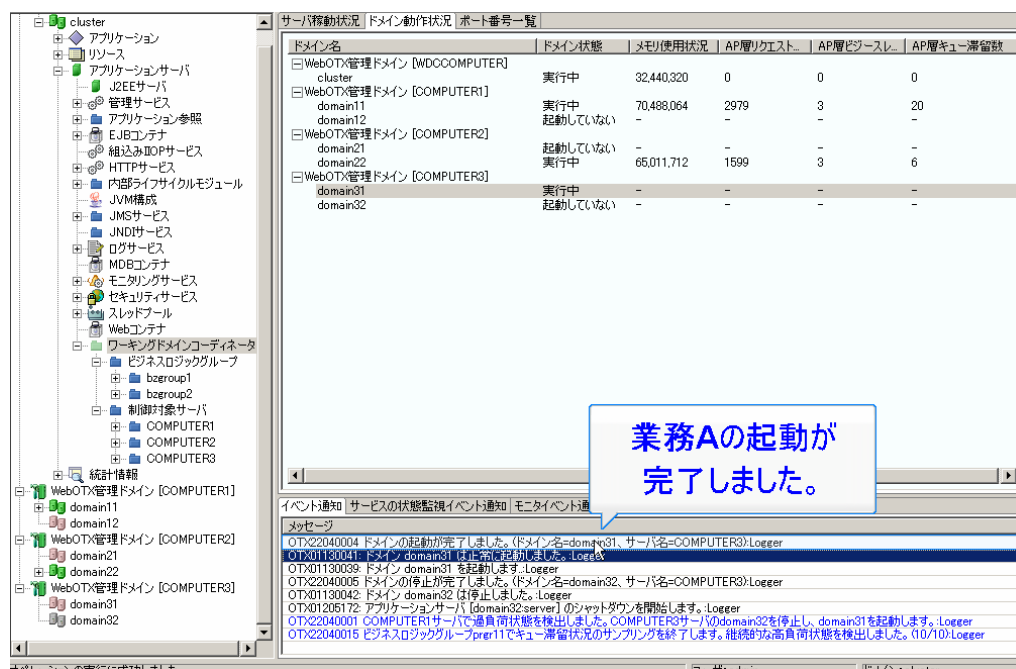 cluster
アプリケーション
リソース
アプリケーションサーバ
J2EEサーバ
管理サービス
アプリケーション参照
EJBコンテナ
組込みIIOPサービス
HTTPサービス
内部ライフサイクルモジュール
JVM構成
JMSサービス
JNDIサービス
ログサービス
MDBコンテナ
モニタリングサービス
セキュリティサービス
スレッドプール
Webコンテナ
ワーキングドメインコーディネータ
ビジネスロジックグループ
bzgroup1
bzgroup2
制御対象サーバ
COMPUTER1
COMPUTER2
COMPUTER3
統計情報
WebOTX管理ドメイン [COMPUTER1]
domain11
domain12
WebOTX管理ドメイン [COMPUTER2]
domain21
domain22
WebOTX管理ドメイン [COMPUTER3]
domain31
domain32
サーバ稼動状況 ドメイン動作状況 ポート番号一覧
ドメイン名 ドメイン状態 メモリ使用状況 AP層リクエスト... AP層ビジースレ... AP層キュー滞留数
WebOTX管理ドメイン [WDCCOMPUTER]
cluster 実行中 32,440,320 0 0 0
WebOTX管理ドメイン [COMPUTER1]
domain11 実行中 70,488,064 2979 3 20
domain12 起動していない - - - -
WebOTX管理ドメイン [COMPUTER2]
domain21 起動していない - - - -
domain22 実行中 65,011,712 1599 3 6
WebOTX管理ドメイン [COMPUTER3]
domain31 実行中 - - - -
domain32 起動していない - - - -
業務Aの起動が
完了しました。
イベント通知 サービスの状態監視イベント通知 モニタイベント通
メッセージ
OTX22040004 ドメインの起動が完了しました。(ドメイン名=domain31、サーバ名=COMPUTER3):Logger
OTX01130041: ドメイン domain31 は正常に起動しました。:Logger
OTX01130039: ドメイン domain31 を起動します。:Logger
OTX22040005 ドメインの停止が完了しました。(ドメイン名=domain32、サーバ名=COMPUTER3):Logger
OTX01130042: ドメイン domain32 は停止しました。:Logger
OTX01205172: アプリケーションサーバ [domain32:server] のシャットダウンを開始します。:Logger
OTX22040001 COMPUTER1サーバで過負荷状態を検出しました。COMPUTER3サーバのdomain32を停止し、domain31を起動します。:Logger
OTX22040015 ビジネスロジックグループprgr11でキュー滞留状況のサンプリングを終了します。継続的な高負荷状態を検出しました。(10/10):Logger